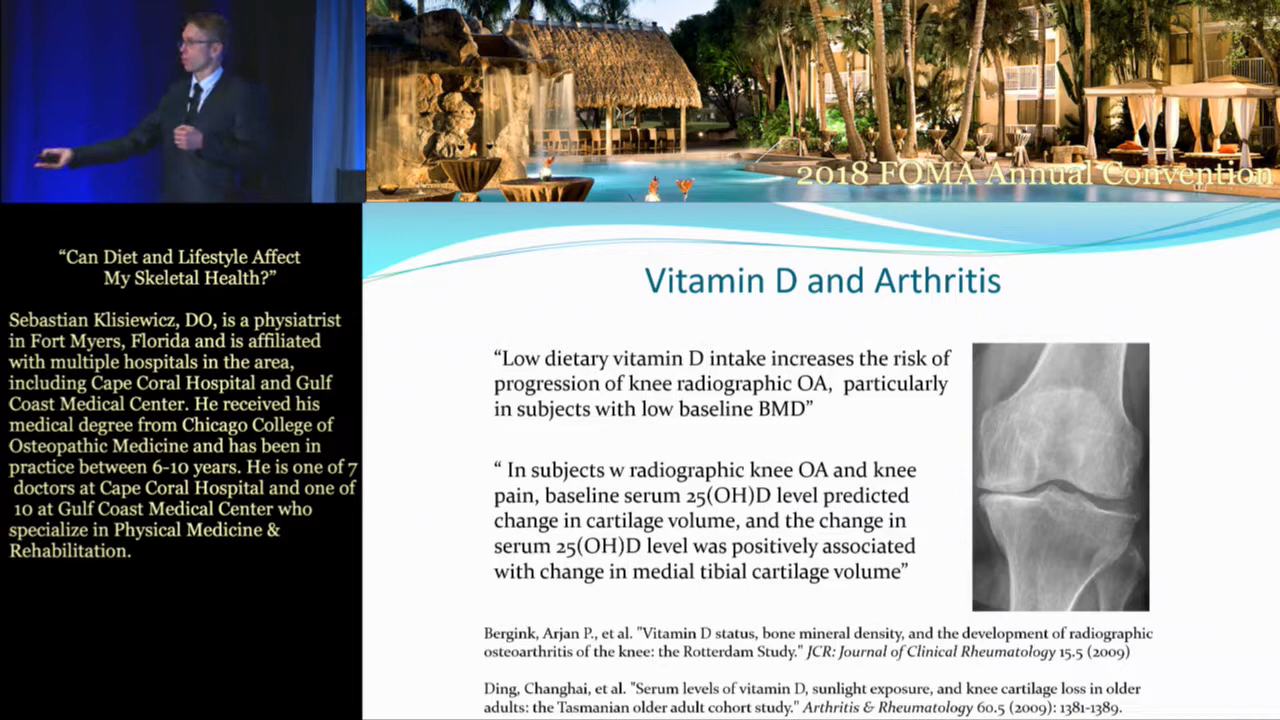 2018 FOMA Annual Convention
“Can Diet and Lifestyle Affect
My Skeletal Health?”
Sebastian Klisiewicz, DO, is a physiatrist
in Fort Myers, Florida and is affiliated
with multiple hospitals in the area,
including Cape Coral Hospital and Gulf
Coast Medical Center. He received his
medical degree from Chicago College of
Osteopathic Medicine and has been in
practice between 6-10 years. He is one of 7
doctors at Cape Coral Hospital and one of
10 at Gulf Coast Medical Center who
specialize in Physical Medicine &
Rehabilitation.
Vitamin D and Arthritis
“Low dietary vitamin D intake increases the risk of
progression of knee radiographic OA, particularly
in subjects with low baseline BMD”
“ In subjects w radiographic knee OA and knee
pain, baseline serum 25(OH)D level predicted
change in cartilage volume, and the change in
serum 25(OH)D level was positively associated
with change in medial tibial cartilage volume”
Bergink, Arjan P., et al. "Vitamin D status, bone mineral density, and the development of radiographic
osteoarthritis of the knee: the Rotterdam Study." JCR: Journal of Clinical Rheumatology 15.5 (2009)
Ding, Changhai, et al. "Serum levels of vitamin D, sunlight exposure, and knee cartilage loss in older
adults: the Tasmanian older adult cohort study." Arthritis & Rheumatology 60.5 (2009): 1381-1389.